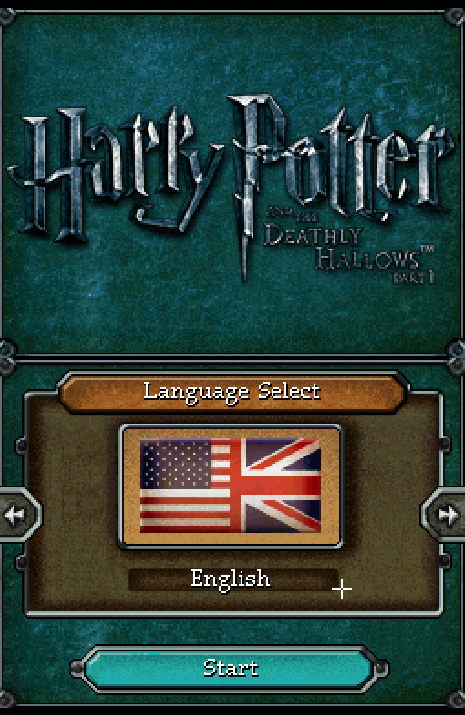 Harry Potter
AND THE
DEATHLY
HALLOWS™
PART 1
Language Select
English
Start